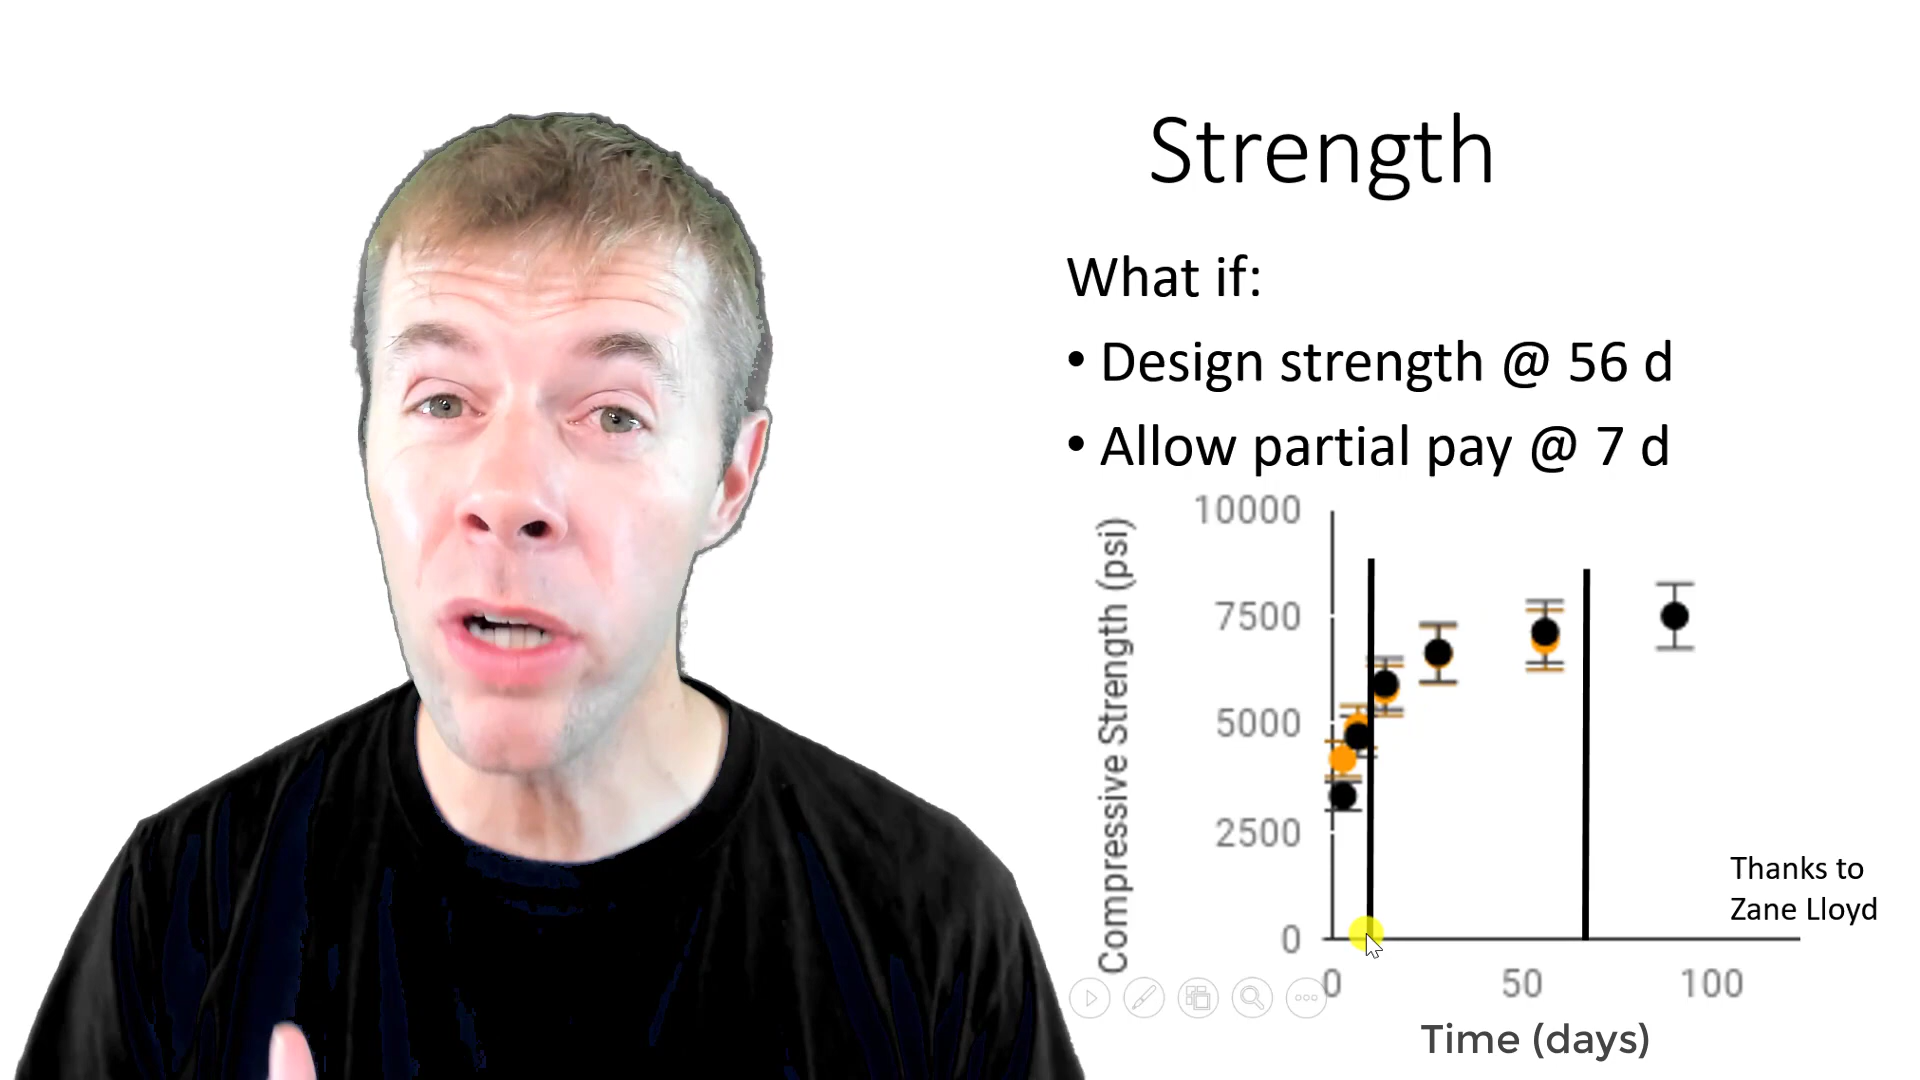 Strength
What if:
• Design strength @ 56 d
• Allow partial pay @ 7 d
Compressive Strength (psi)
10000
7500
5000
2500
0
0 50 100
Time (days)
Thanks to
Zane Lloyd